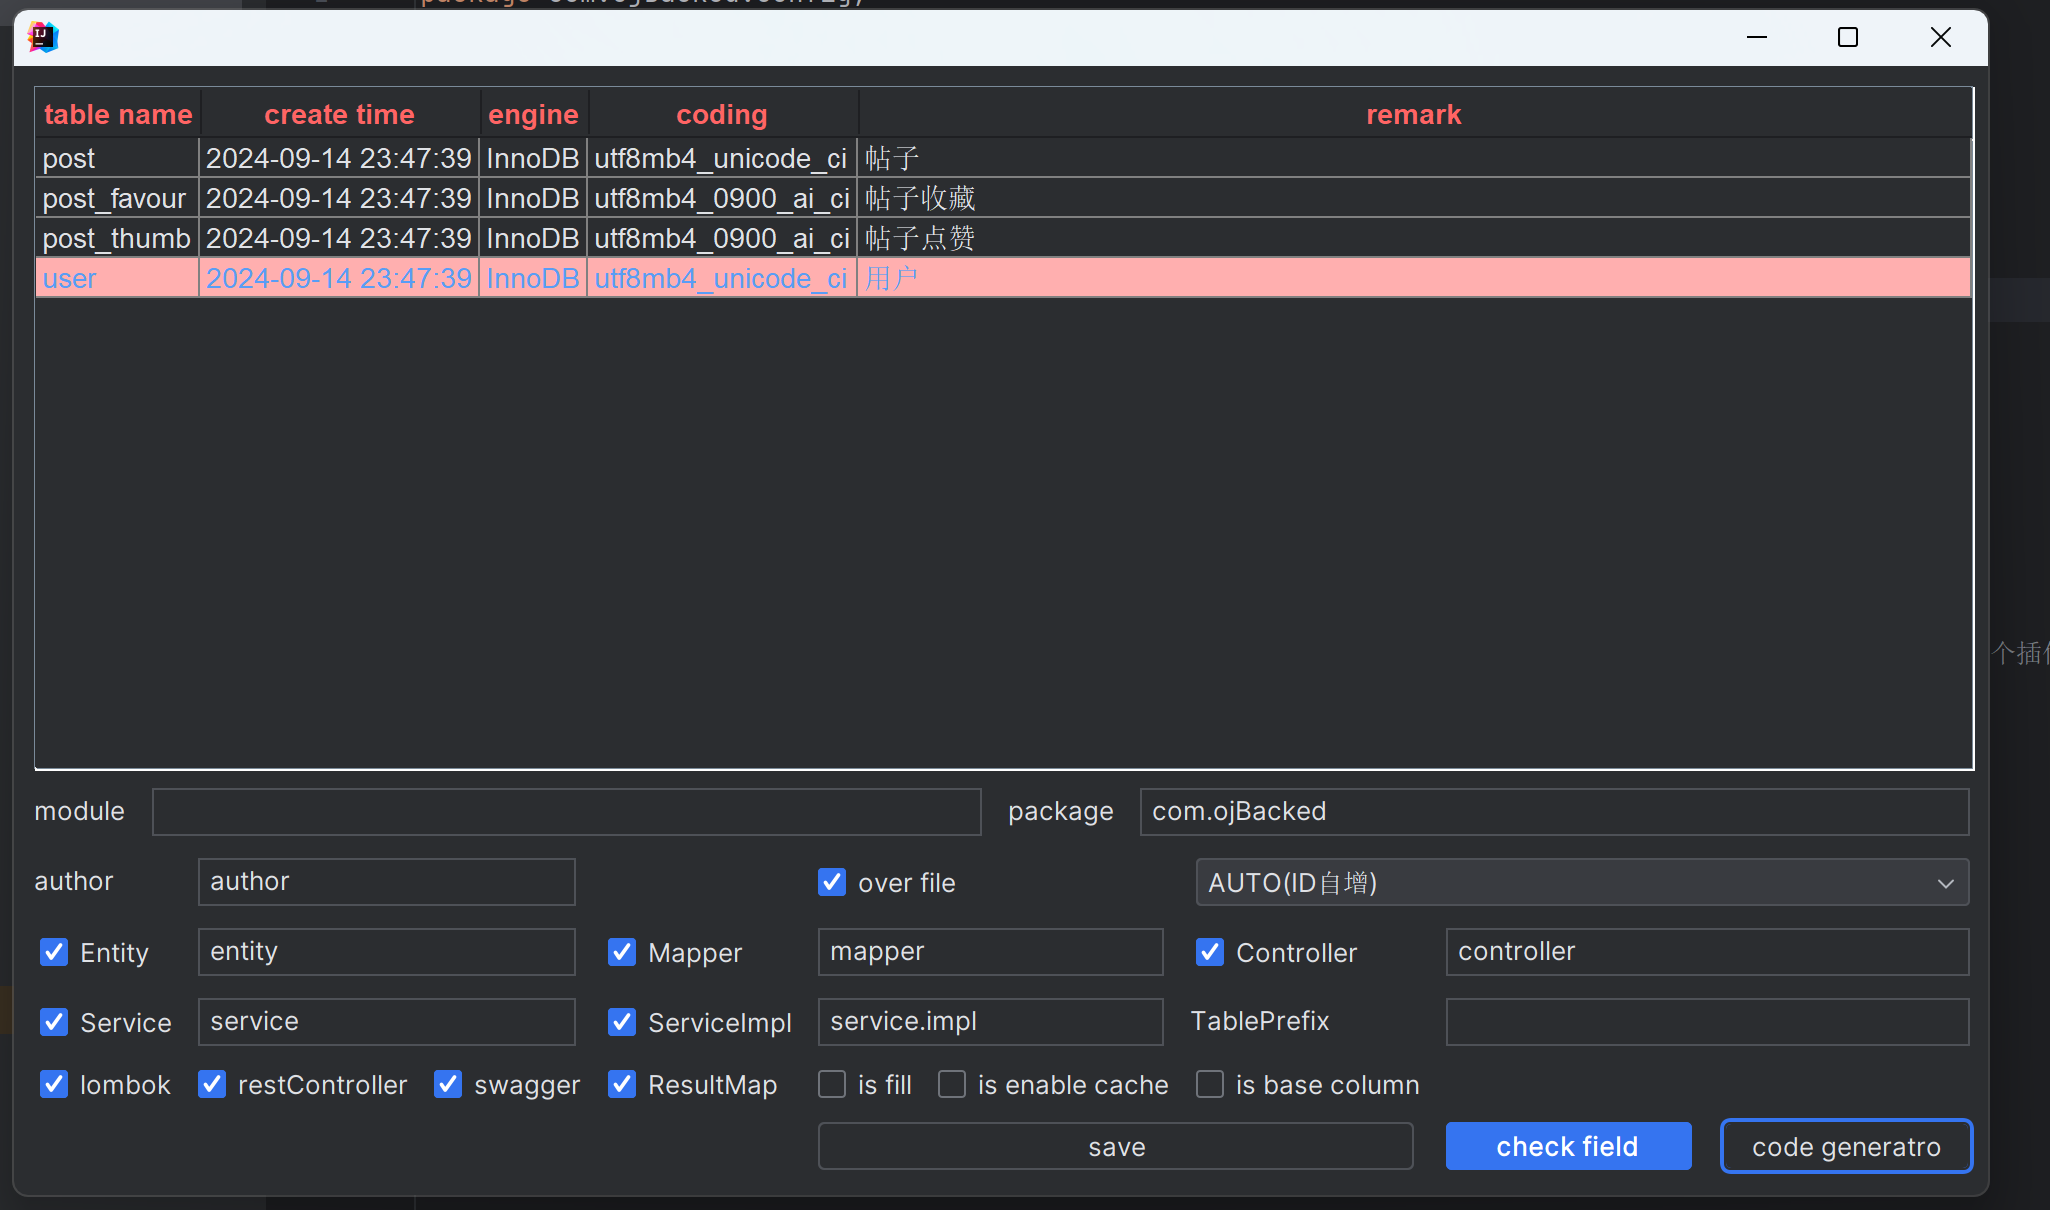 IJ
table name create time engine coding remark
post 2024-09-14 23:47:39 InnoDB utf8mb4_unicode_ci 帖子
post_favour 2024-09-14 23:47:39 InnoDB utf8mb4_0900_ai_ci 帖子收藏
post_thumb 2024-09-14 23:47:39 InnoDB utf8mb4_0900_ai_ci 帖子点赞
user 2024-09-14 23:47:39 InnoDB utf8mb4_unicode_ci 用户
个插
module package com.ojBacked
author author over file AUTO(ID自增)
Entity entity Mapper mapper Controller controller
Service service ServiceImpl service.impl TablePrefix
lombok restController swagger ResultMap is fill is enable cache is base column
save check field code generatro